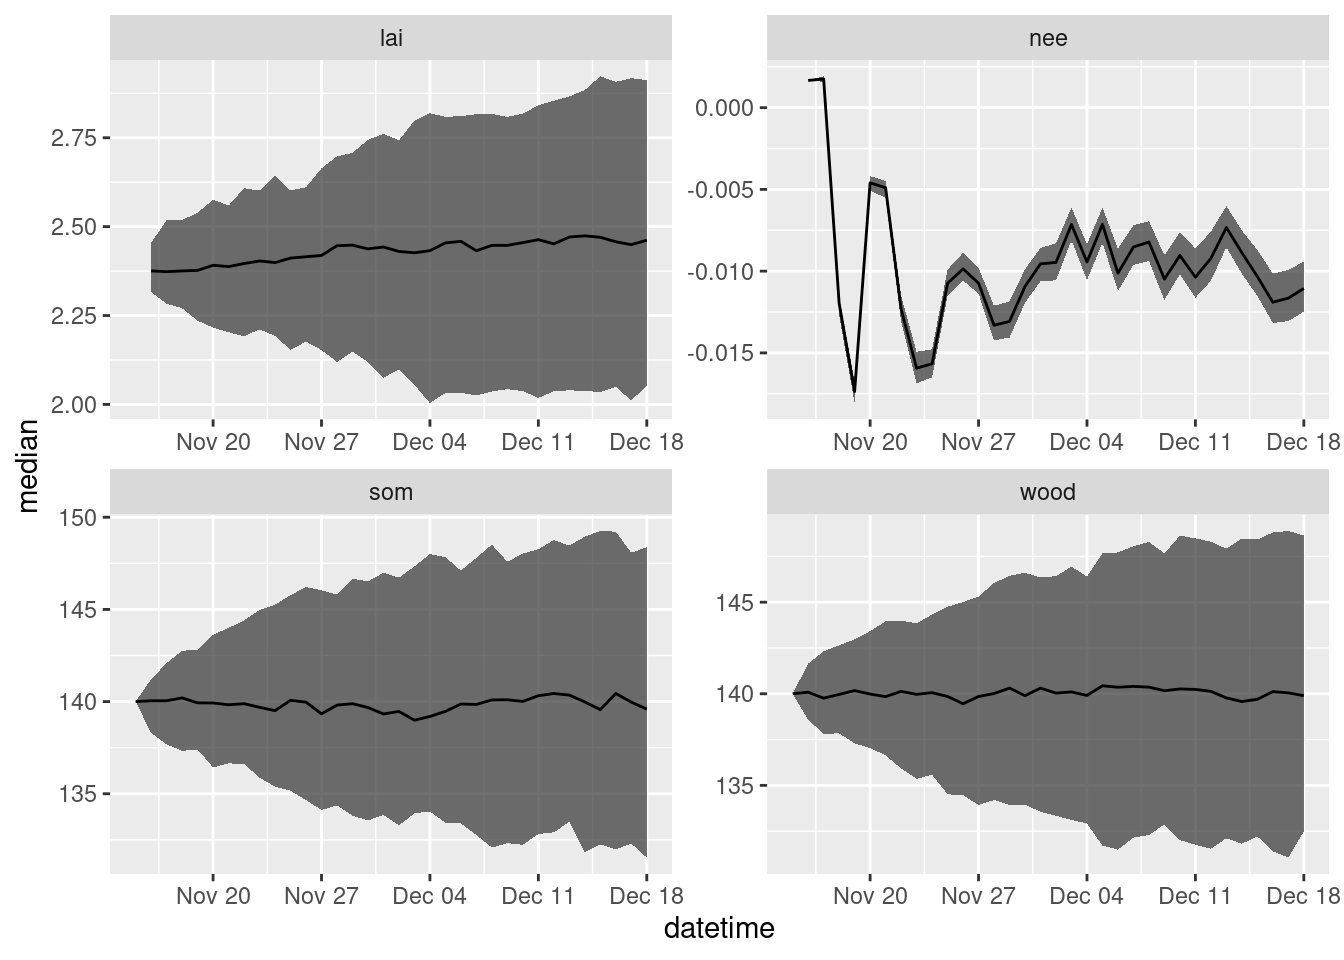 lai
nee
2.75
2.50
2.25
2.00
0.000
-0.005
-0.010
-0.015
Nov 20 Nov 27 Dec 04 Dec 11 Dec 18
Nov 20 Nov 27 Dec 04 Dec 11 Dec 18
median
som
wood
150
145
140
135
145
140
135
Nov 20 Nov 27 Dec 04 Dec 11 Dec 18
Nov 20 Nov 27 Dec 04 Dec 11 Dec 18
datetime